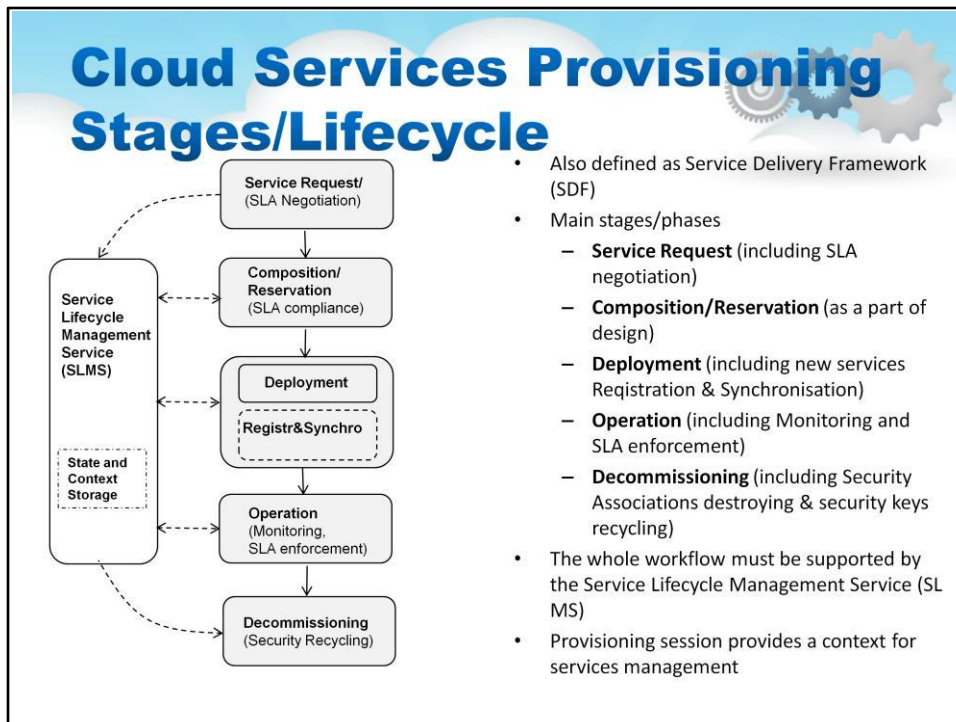 Cloud Services Provisioning
Stages/Lifecycle
Service Request/
(SLA Negotiation)
Composition/
Reservation
(SLA compliance)
Service
Lifecycle
Management
Service
(SLMS)
Deployment
Registr&Synchro
State and
Context
Storage
Operation
(Monitoring,
SLA enforcement)
Decommissioning
(Security Recycling)
• Also defined as Service Delivery Framework
(SDF)
• Main stages/phases
– Service Request (including SLA
negotiation)
– Composition/Reservation (as a part of
design)
– Deployment (including new services
Reqistration & Synchronisation)
– Operation (including Monitoring and
SLA enforcement)
– Decommissioning (including Security
Associations destroying & security keys
recycling)
• The whole workflow must be supported by
the Service Lifecycle Management Service (SL
MS)
• Provisioning session provides a context for
services management